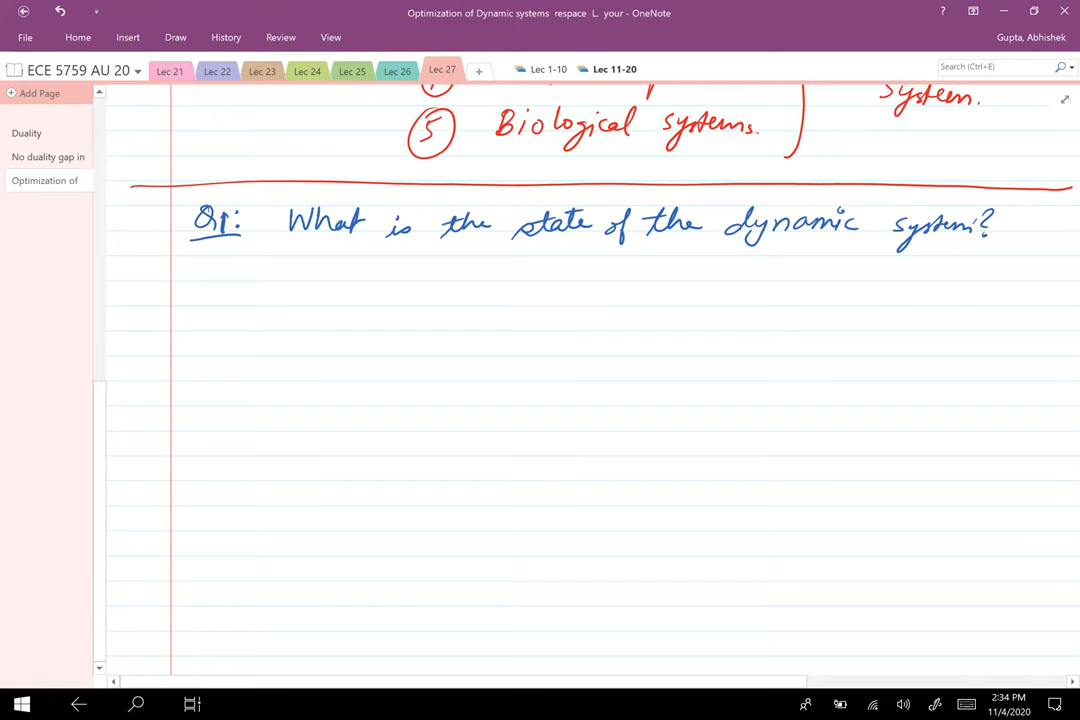 Optimization of Dynamic systems respace L. your - OneNote
Gupta, Abhishek
File Home Insert Draw History Review View
ECE 5759 AU 20 Lec 21 Lec 22 Lec 23 Lec 24 Lec 25 Lec 26 Lec 27 Lec 1-10 Lec 11-20 Search (Ctrl+E)
Add Page
Duality
No duality gap in
Optimization of
system.
5 Biological systems.
Q1: What is the state of the dynamic system?
2:34 PM
11/4/2020